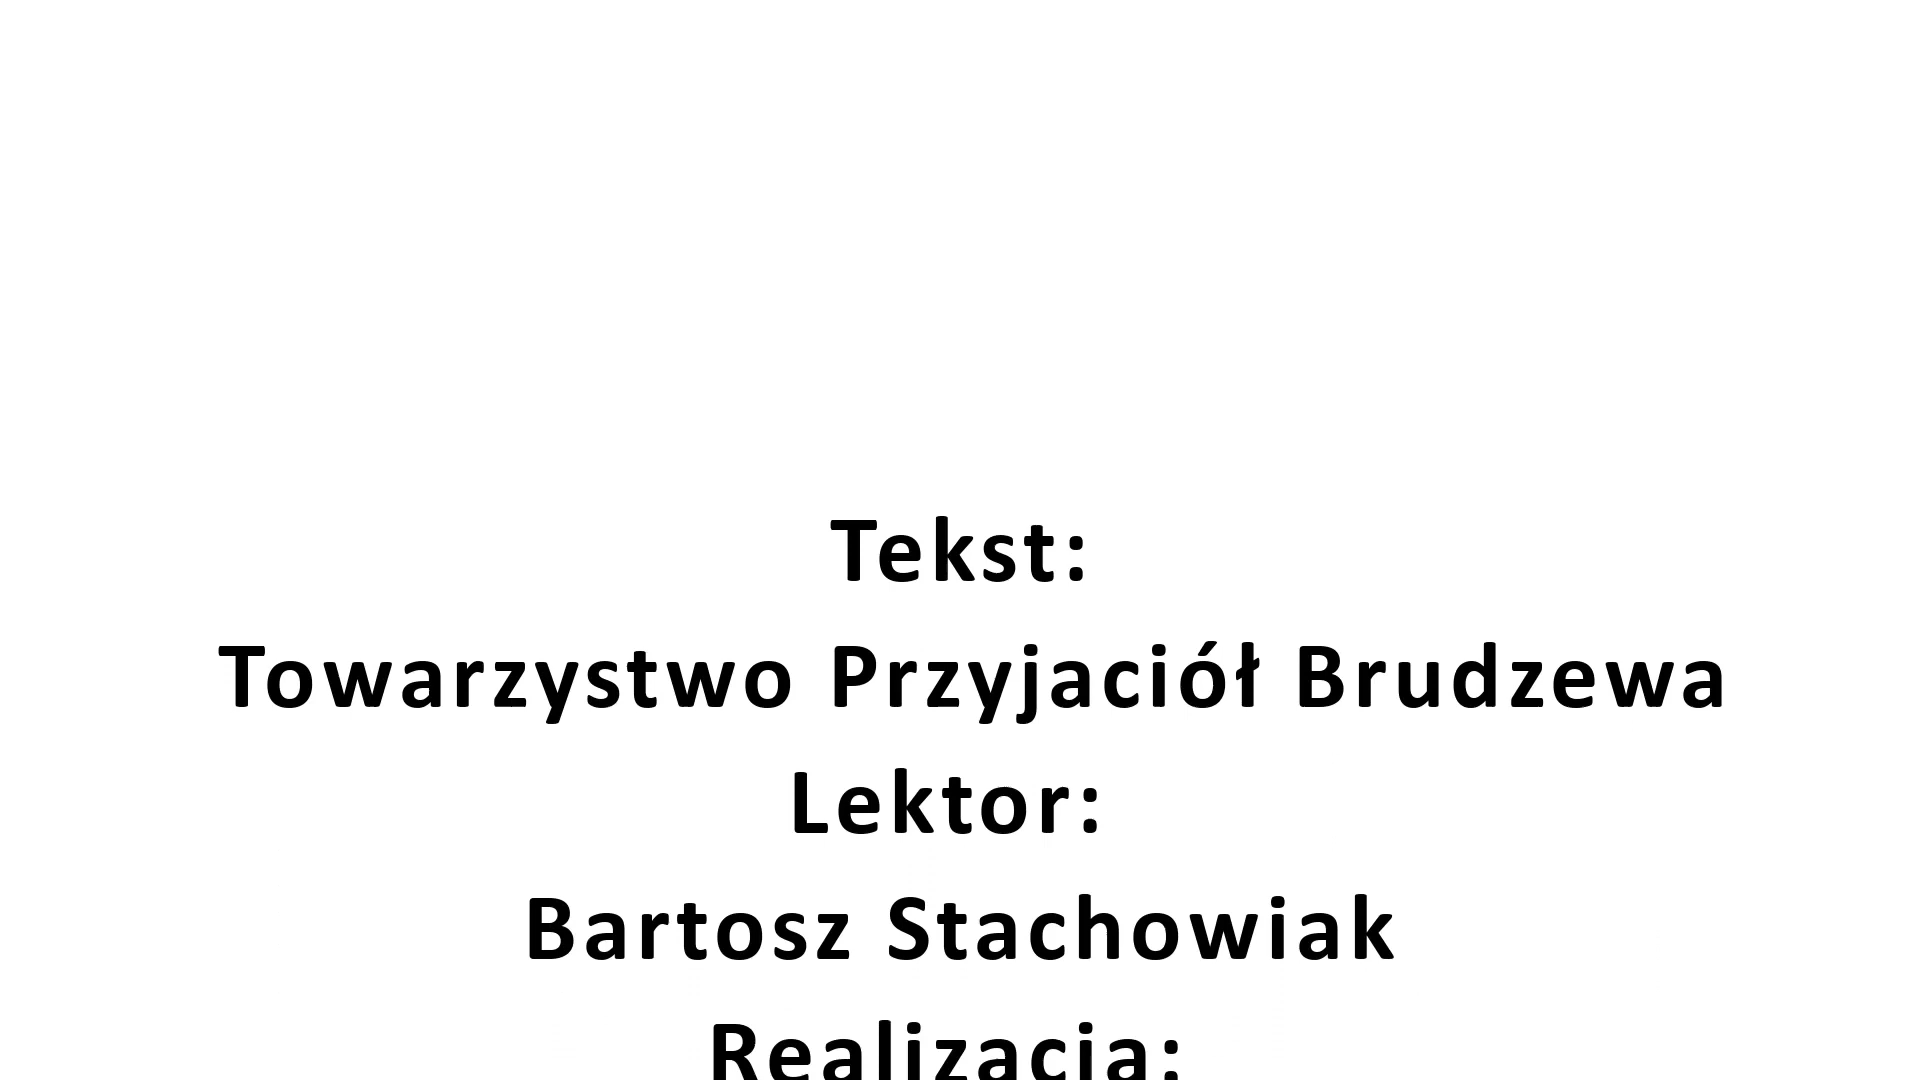 Tekst:
Towarzystwo Przyjaciół Brudzewa
Lektor:
Bartosz Stachowiak
Realizacja: